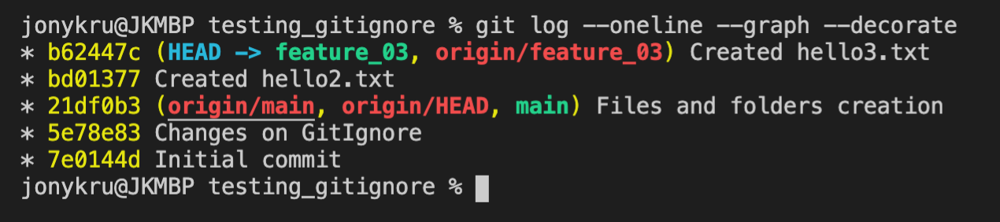 jonykru@JKMBP testing_gitignore % git log --oneline --graph --decorate
* b62447c (HEAD -> feature_03, origin/feature_03) Created hello3.txt
* bd01377 Created hello2.txt
* 21df0b3 (origin/main, origin/HEAD, main) Files and folders creation
* 5e78e83 Changes on GitIgnore
* 7e0144d Initial commit
jonykru@JKMBP testing_gitignore %